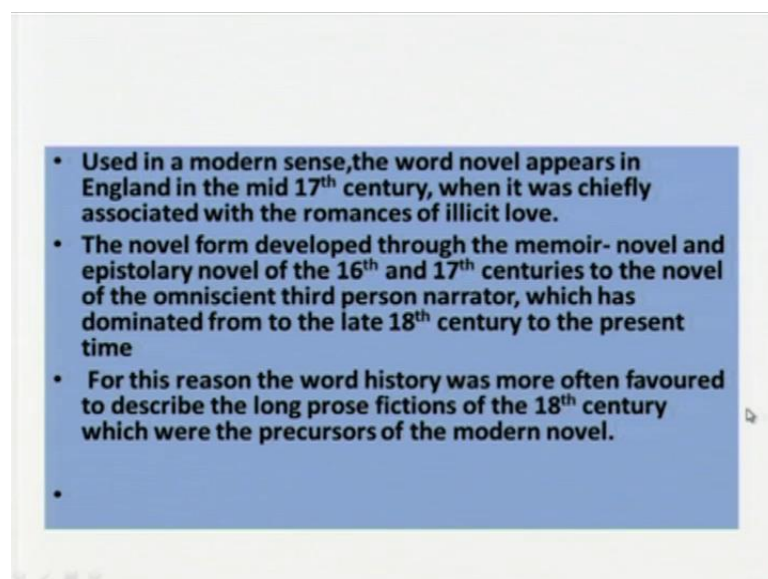 • Used in a modern sense,the word novel appears in
England in the mid 17th century, when it was chiefly
associated with the romances of illicit love.
• The novel form developed through the memoir- novel and
epistolary novel of the 16th and 17th centuries to the novel
of the omniscient third person narrator, which has
dominated from to the late 18th century to the present
time
• For this reason the word history was more often favoured
to describe the long prose fictions of the 18th century
which were the precursors of the modern novel.
•